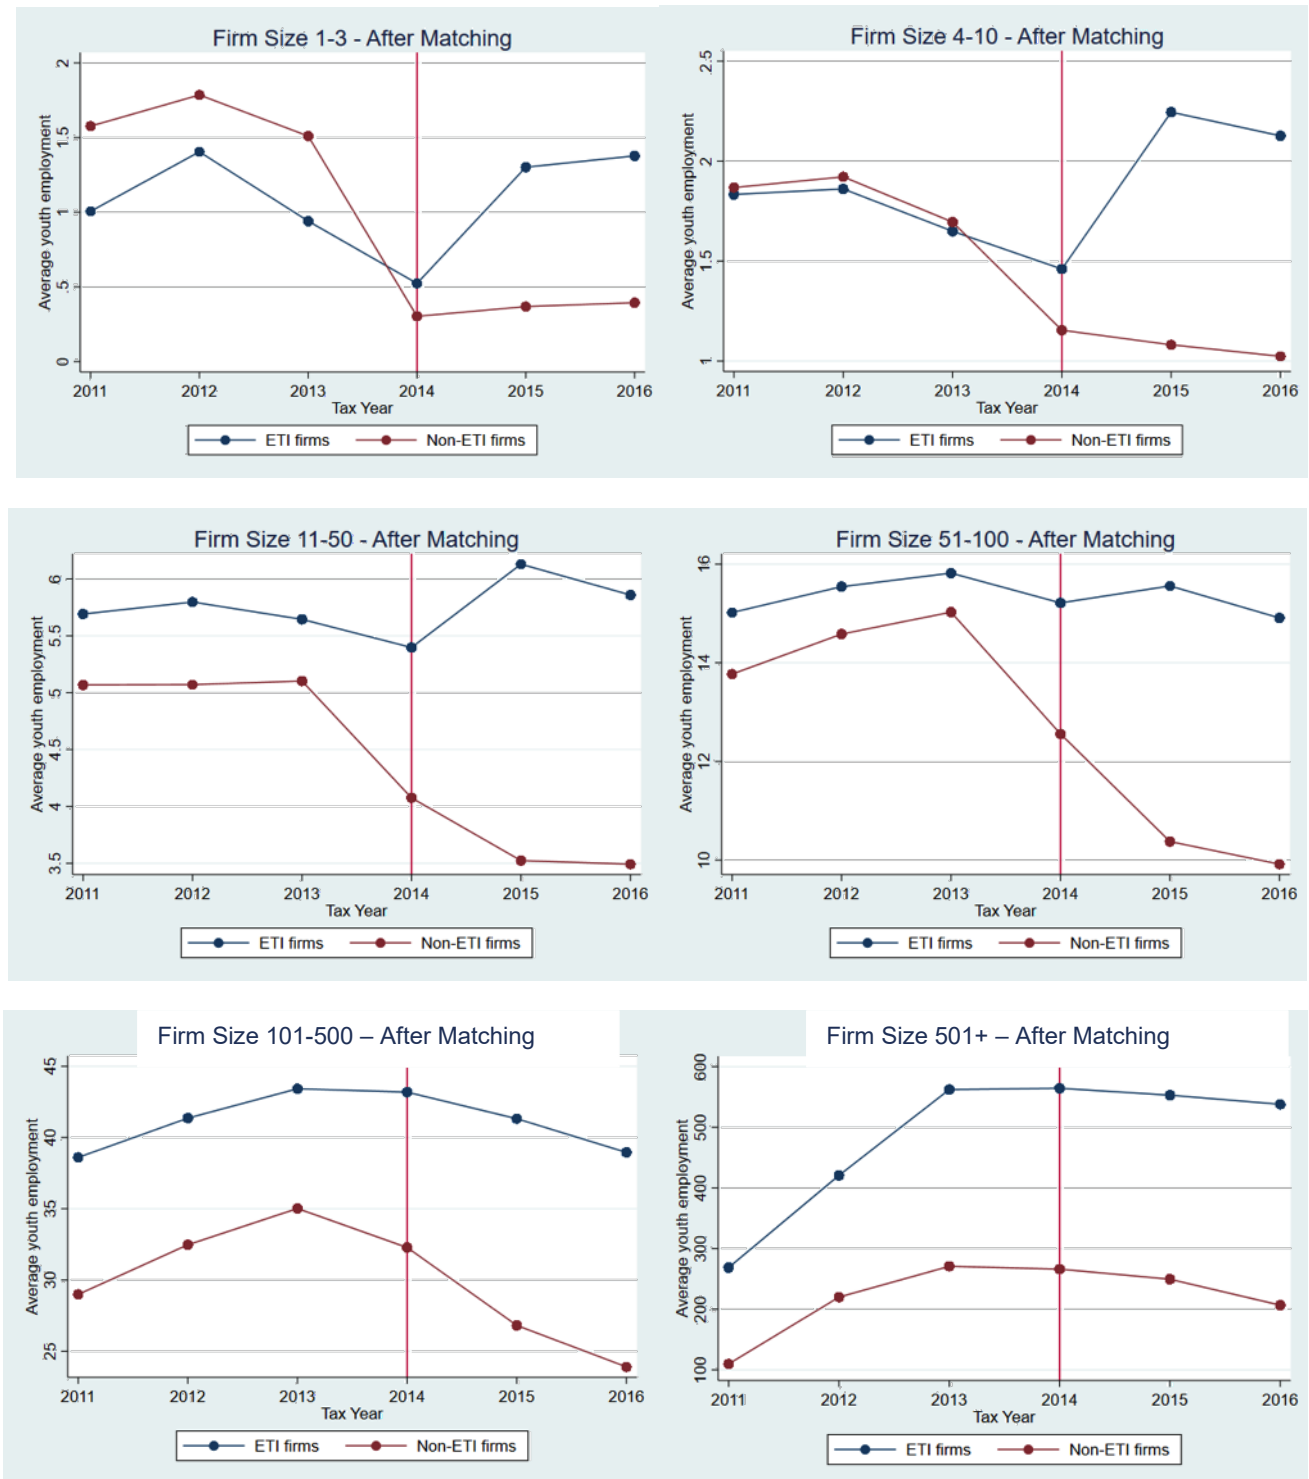 Firm Size 1-3 - After Matching
Average youth employment
2
1.5
1
.5
0
2011 2012 2013 2014 2015 2016
Tax Year
ETI firms Non-ETI firms
Firm Size 4-10 - After Matching
Average youth employment
2.5
2
1.5
1
2011 2012 2013 2014 2015 2016
Tax Year
ETI firms Non-ETI firms
Firm Size 11-50 - After Matching
Average youth employment
6
5.5
5
4.5
4
3.5
2011 2012 2013 2014 2015 2016
Tax Year
ETI firms Non-ETI firms
Firm Size 51-100 - After Matching
Average youth employment
16
14
12
10
2011 2012 2013 2014 2015 2016
Tax Year
ETI firms Non-ETI firms
Firm Size 101-500 – After Matching
Average youth employment
45
40
35
30
25
2011 2012 2013 2014 2015 2016
Tax Year
ETI firms Non-ETI firms
Firm Size 501+ – After Matching
Average youth employment
600
500
400
300
200
100
2011 2012 2013 2014 2015 2016
Tax Year
ETI firms Non-ETI firms